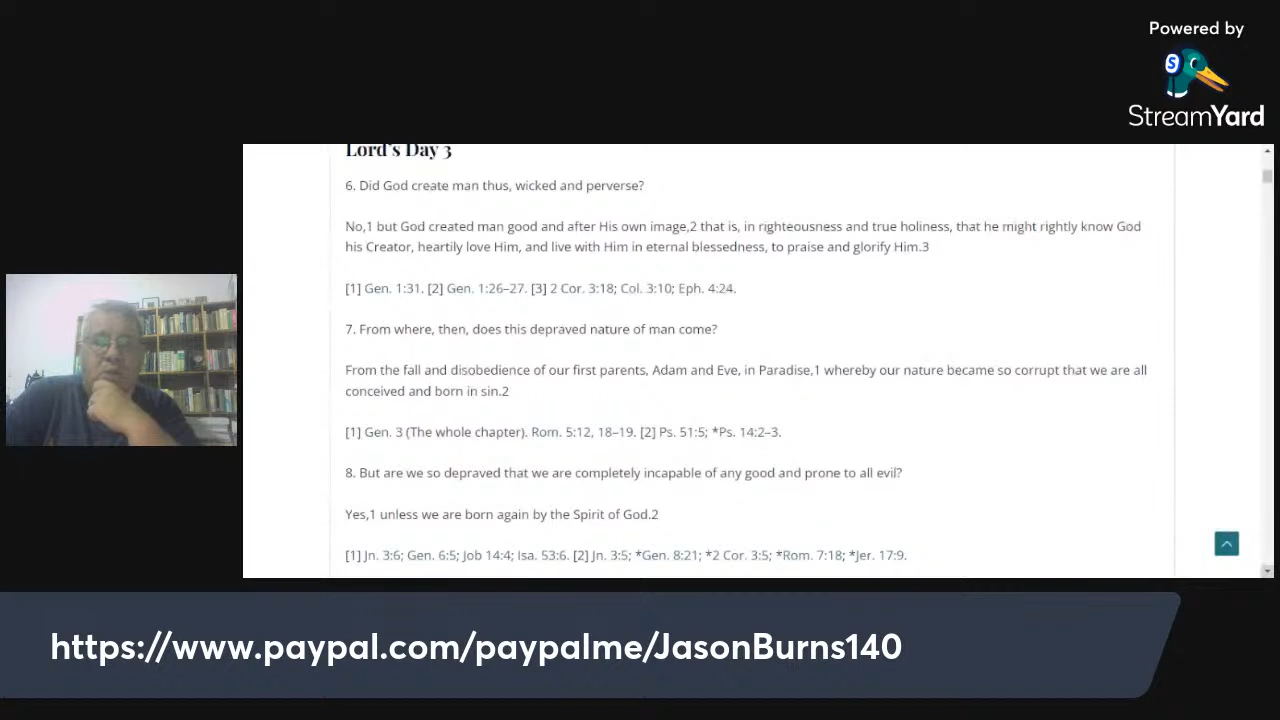 Powered by
S
StreamYard
Lord's Day 3
6. Did God create man thus, wicked and perverse?
No,1 but God created man good and after His own image,2 that is, in righteousness and true holiness, that he might rightly know God
his Creator, heartily love Him, and live with Him in eternal blessedness, to praise and glorify Him.3
[1] Gen. 1:31. [2] Gen. 1:26–27. [3] 2 Cor. 3:18; Col. 3:10; Eph. 4:24.
7. From where, then, does this depraved nature of man come?
From the fall and disobedience of our first parents, Adam and Eve, in Paradise,1 whereby our nature became so corrupt that we are all
conceived and born in sin.2
[1] Gen. 3 (The whole chapter). Rom. 5:12, 18–19. [2] Ps. 51:5; *Ps. 14:2–3.
8. But are we so depraved that we are completely incapable of any good and prone to all evil?
Yes,1 unless we are born again by the Spirit of God.2
[1] Jn. 3:6; Gen. 6:5; Job 14:4; Isa. 53:6. [2] Jn. 3:5; *Gen. 8:21; *2 Cor. 3:5; *Rom. 7:18; *Jer. 17:9.
https://www.paypal.com/paypalme/JasonBurns140